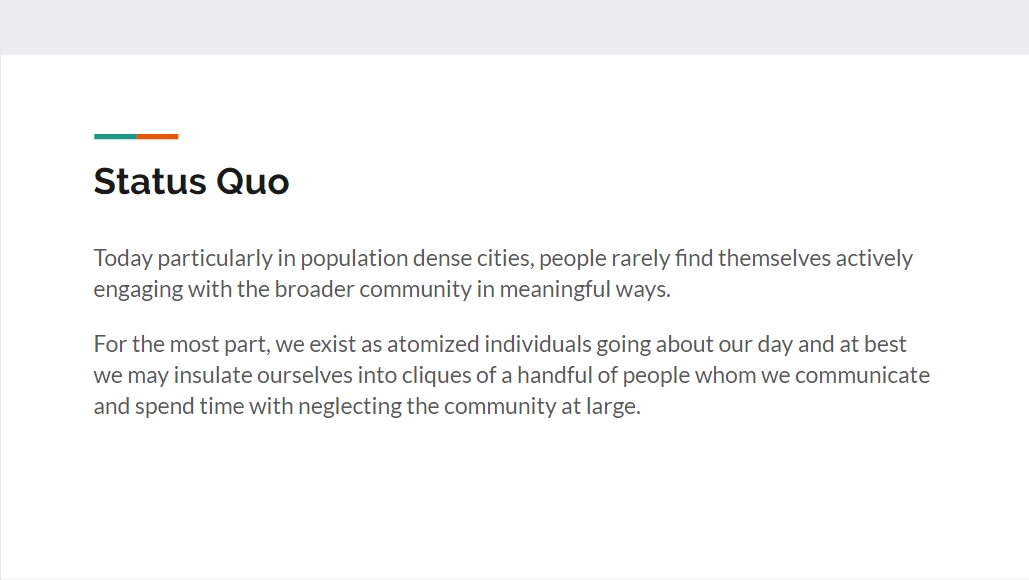 Status Quo
Today particularly in population dense cities, people rarely find themselves actively
engaging with the broader community in meaningful ways.
For the most part, we exist as atomized individuals going about our day and at best
we may insulate ourselves into cliques of a handful of people whom we communicate
and spend time with neglecting the community at large.